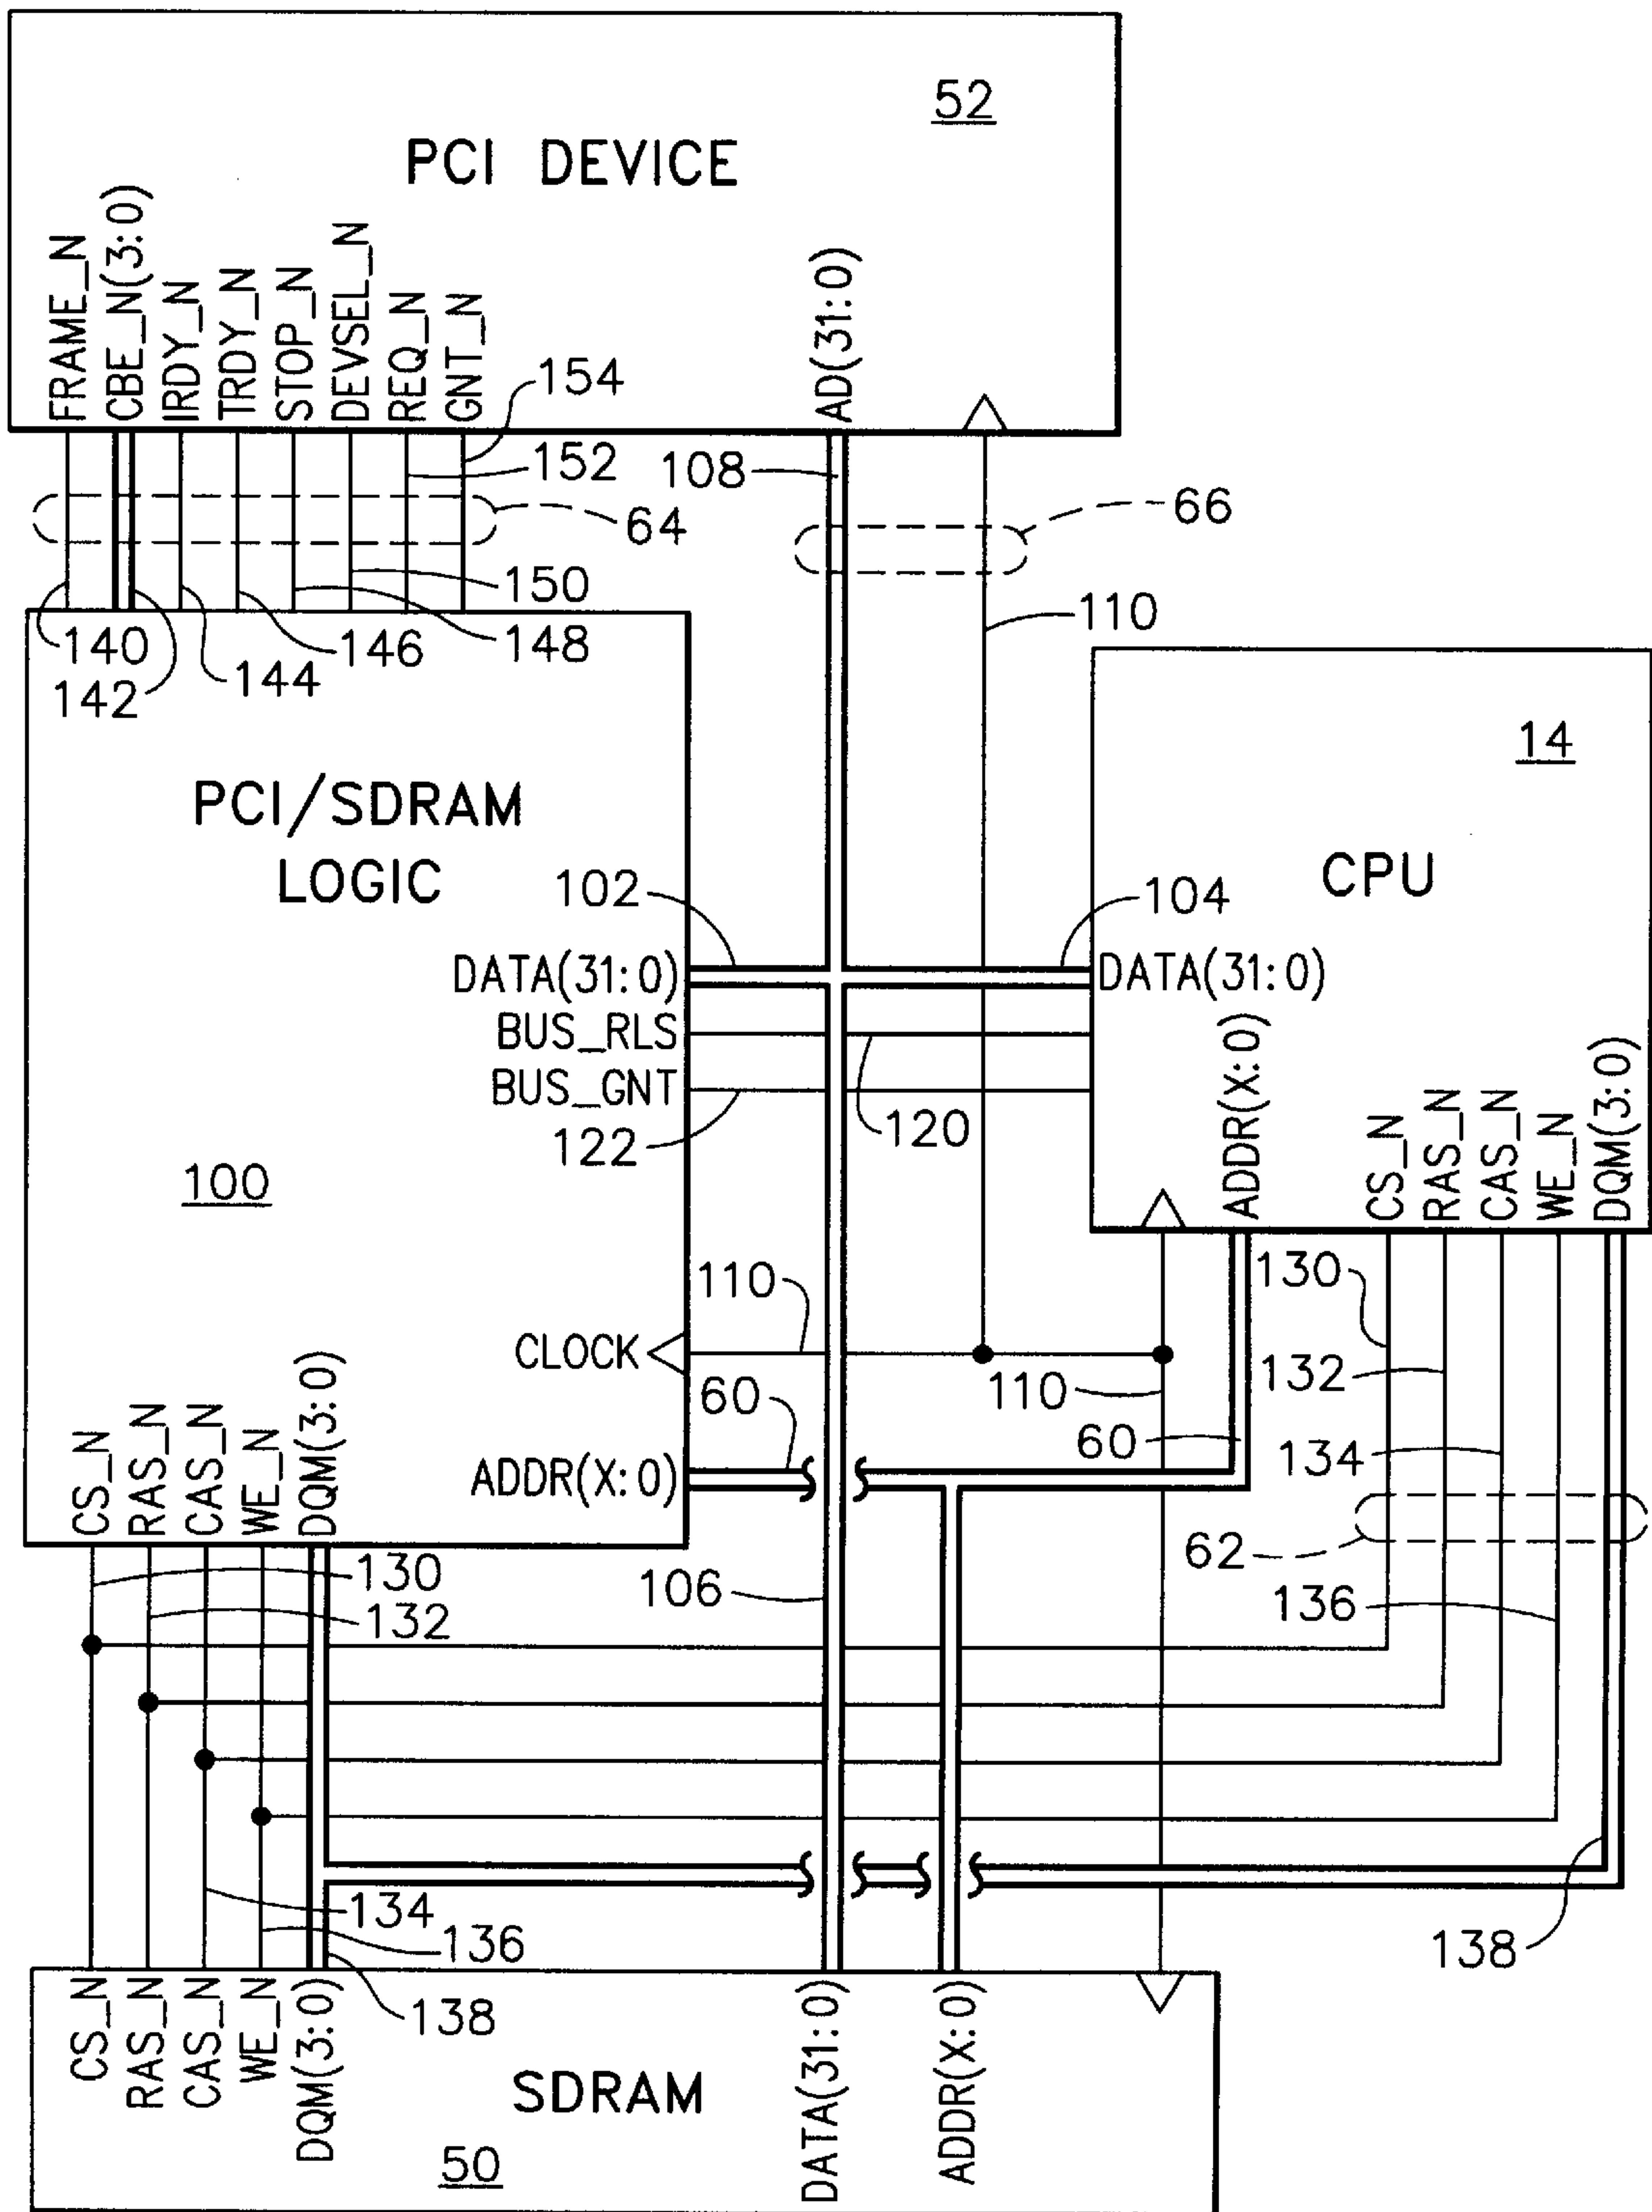 52
PCI DEVICE
FRAME_N
CBE_N(3:0)
IRDY_N
TRDY_N
STOP_N
DEVSEL_N
REQ_N
GNT_N
AD(31:0)
154
152
108
64
66
150
110
140
142
144
146
148
14
PCI/SDRAM
LOGIC
CPU
102
104
DATA(31:0)
DATA(31:0)
BUS_RLS
BUS_GNT
120
122
100
ADDR(X:0)
CS_N
RAS_N
CAS_N
WE_N
DQM(3:0)
110
130
CLOCK
110
132
60
60
134
CS_N
RAS_N
CAS_N
WE_N
DQM(3:0)
ADDR(X:0)
62
130
106
136
132
134
136
138
138
CS_N
RAS_N
CAS_N
WE_N
DQM(3:0)
DATA(31:0)
ADDR(X:0)
SDRAM
50